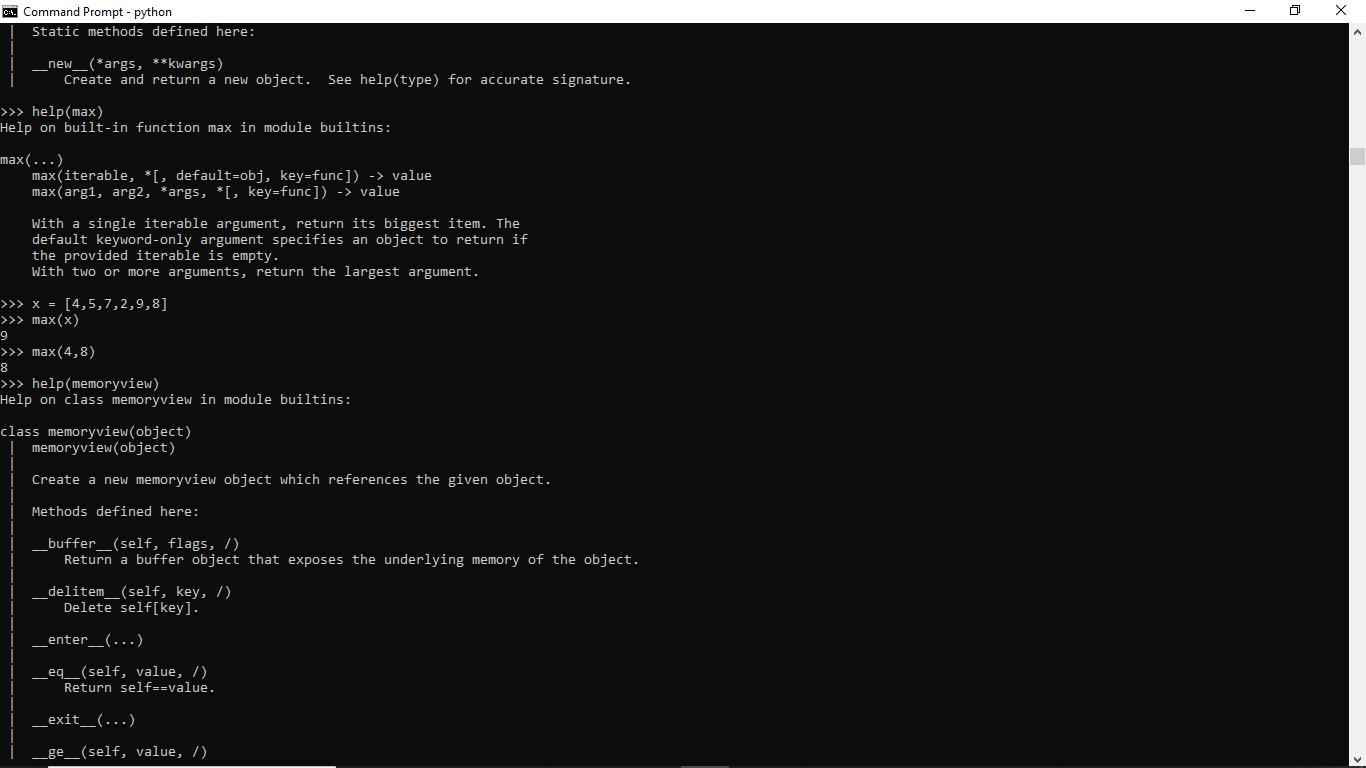 Command Prompt - python
|  Static methods defined here:
|
|  __new__(*args, **kwargs)
|      Create and return a new object.  See help(type) for accurate signature.
>>> help(max)
Help on built-in function max in module builtins:
max(...)
    max(iterable, *[, default=obj, key=func]) -> value
    max(arg1, arg2, *args, *[, key=func]) -> value
    With a single iterable argument, return its biggest item. The
    default keyword-only argument specifies an object to return if
    the provided iterable is empty.
    With two or more arguments, return the largest argument.
>>> x = [4,5,7,2,9,8]
>>> max(x)
9
>>> max(4,8)
8
>>> help(memoryview)
Help on class memoryview in module builtins:
class memoryview(object)
 |  memoryview(object)
 |
 |  Create a new memoryview object which references the given object.
 |
 |  Methods defined here:
 |
 |  __buffer__(self, flags, /)
 |      Return a buffer object that exposes the underlying memory of the object.
 |
 |  __delitem__(self, key, /)
 |      Delete self[key].
 |
 |  __enter__(...)
 |
 |  __eq__(self, value, /)
 |      Return self==value.
 |
 |  __exit__(...)
 |
 |  __ge__(self, value, /)